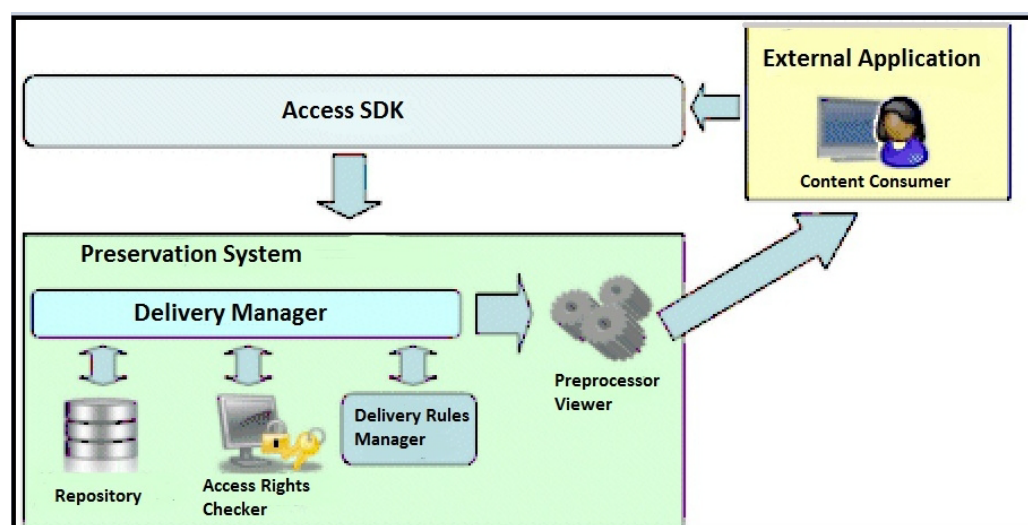 External Application
Content Consumer
Access SDK
Preservation System
Delivery Manager
Preprocessor
Viewer
Delivery Rules
Manager
Repository
Access Rights
Checker